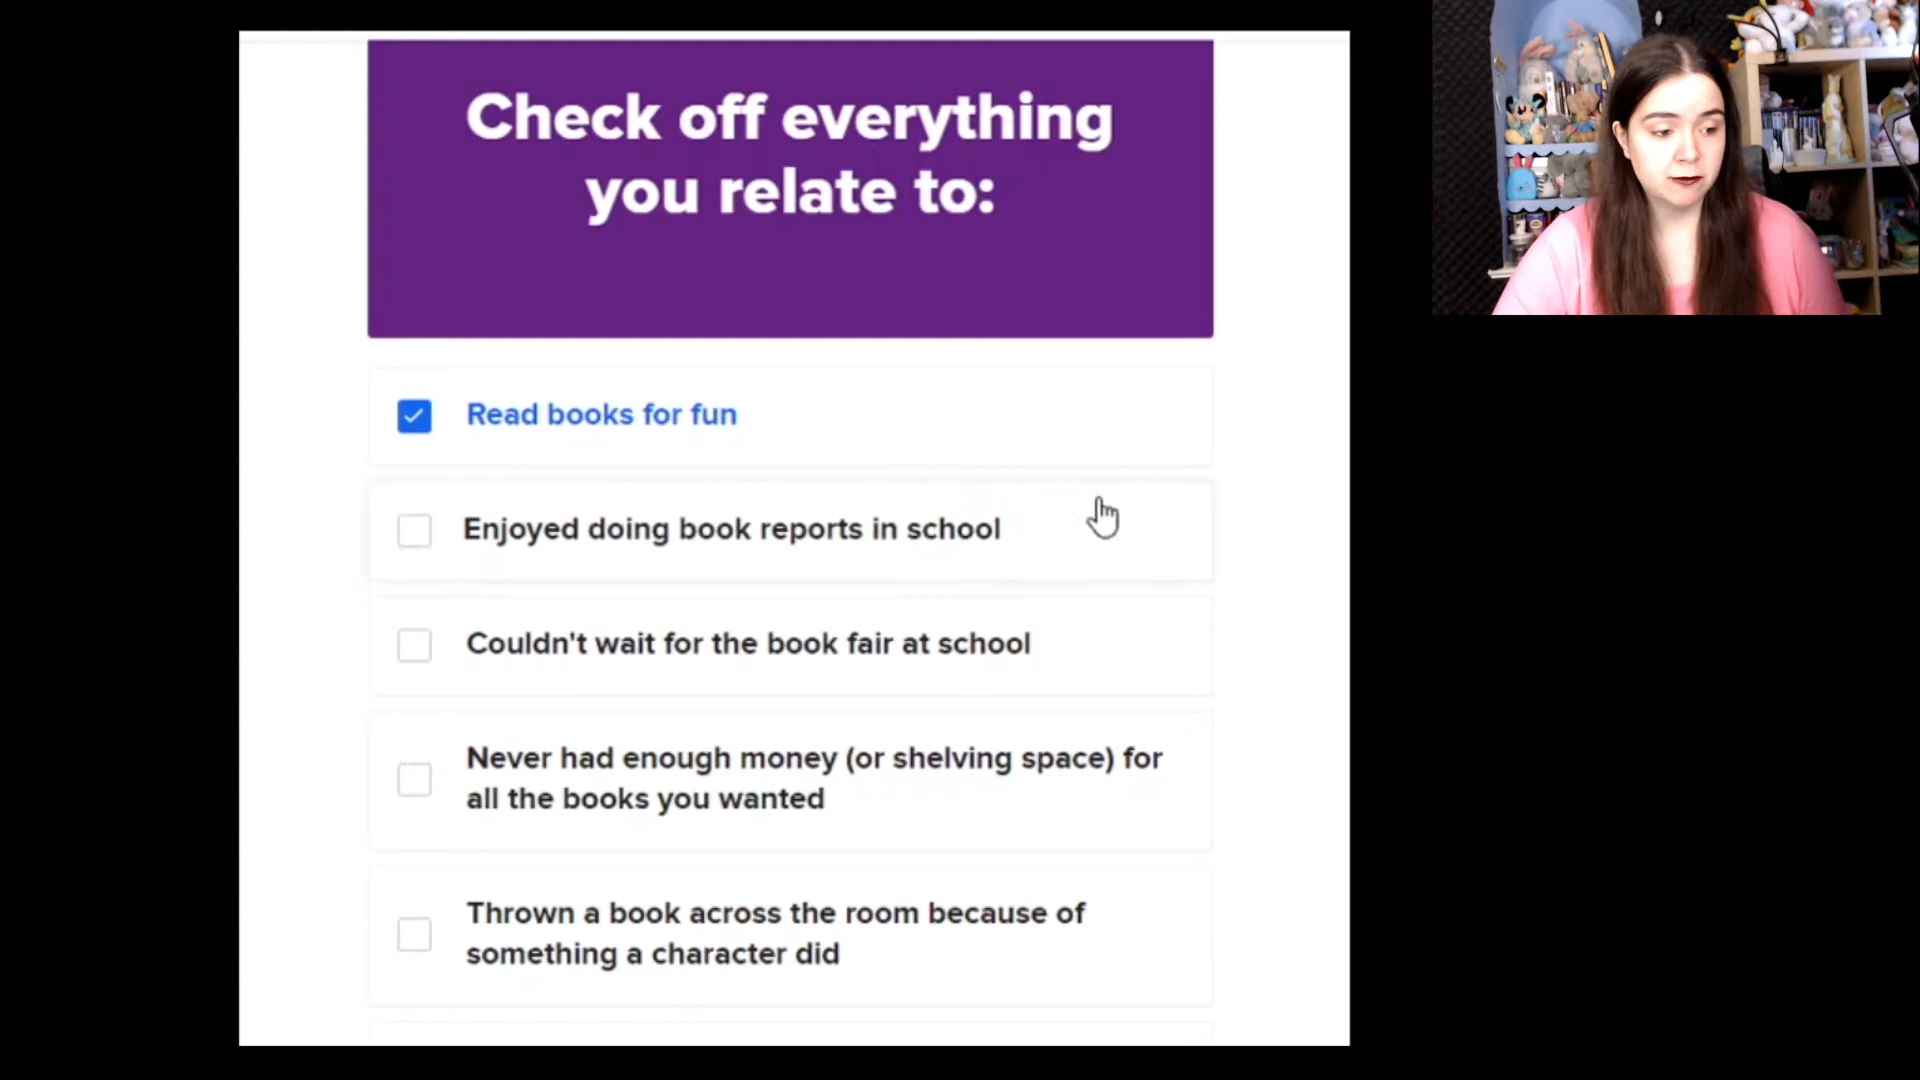 Check off everything
you relate to:
Read books for fun
Enjoyed doing book reports in school
Couldn't wait for the book fair at school
Never had enough money (or shelving space) for
all the books you wanted
Thrown a book across the room because of
something a character did